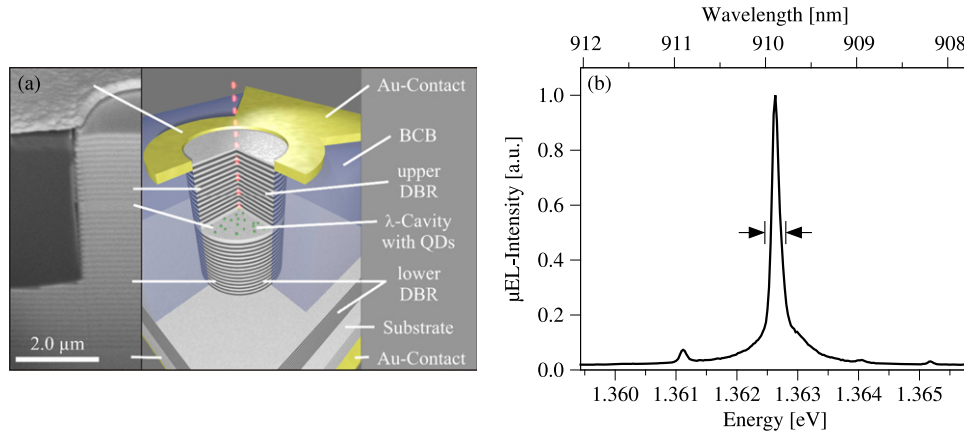 (a)
Au-Contact
BCB
upper
DBR
λ-Cavity
with QDs
lower
DBR
Substrate
Au-Contact
2.0 µm
Wavelength [nm]
912 911 910 909 908
(b)
1.0
0.8
0.6
0.4
0.2
0.0
µEL-Intensity [a.u.]
1.360 1.361 1.362 1.363 1.364 1.365
Energy [eV]